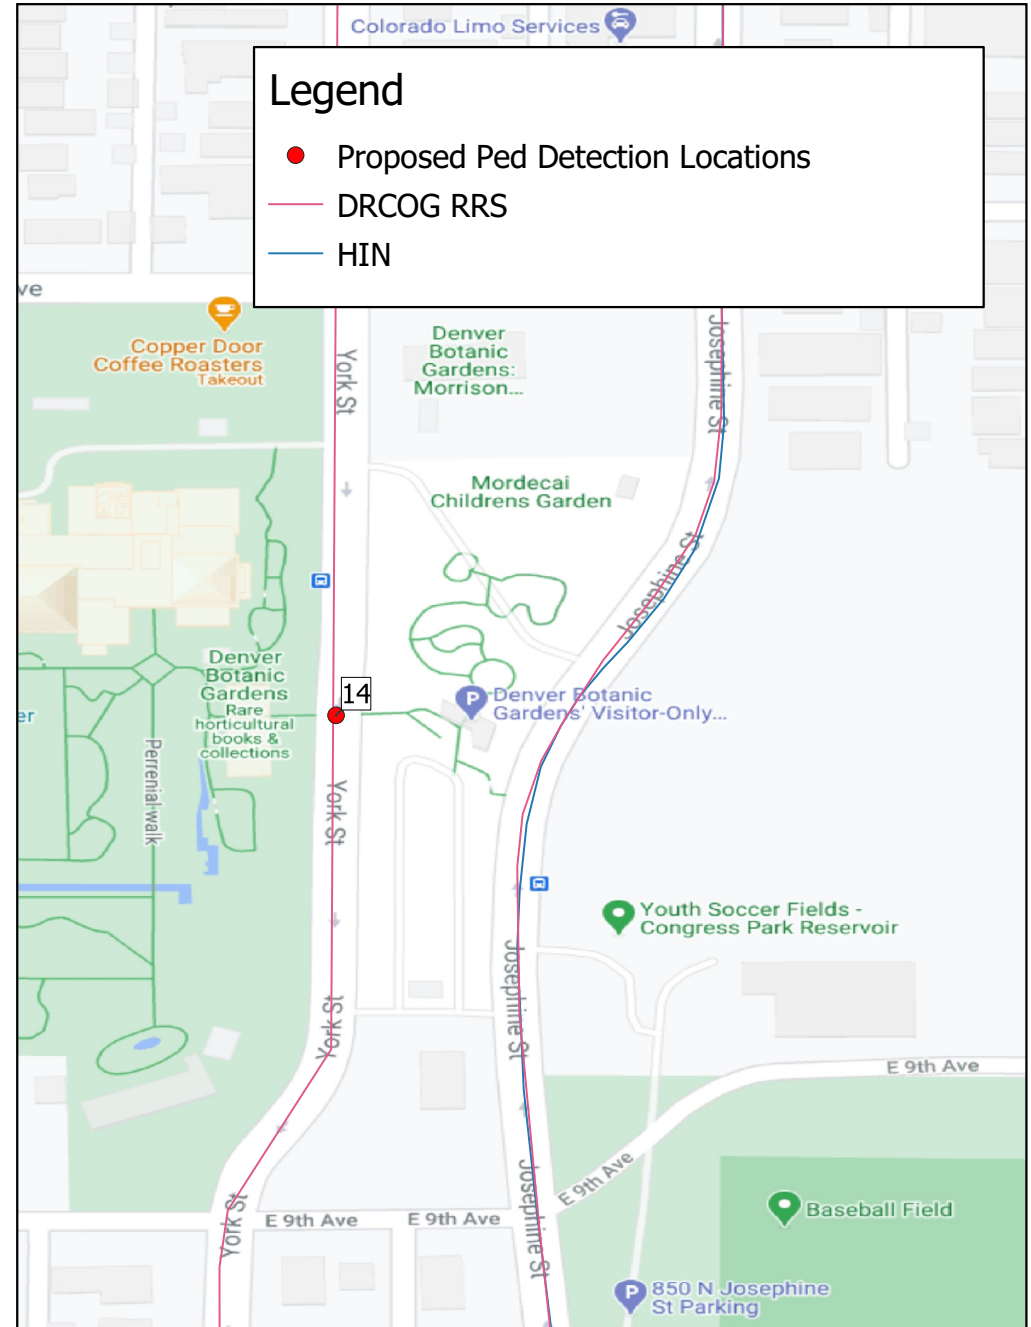 Colorado Limo Services
Legend
Proposed Ped Detection Locations
DRCOG RRS
HIN
ve
Copper Door
Coffee Roasters
Takeout
York St
Denver
Botanic
Gardens:
Morrison...
Josephine St
Mordecai
Childrens Garden
Josephine St
Denver
Botanic
Gardens
Rare
horticultural
books &
collections
14
er
P
Denver Botanic
Gardens' Visitor-Only...
Perrenial-walk
York St
Youth Soccer Fields -
Congress Park Reservoir
Josephine St
York St
E 9th Ave
E 9th Ave
Josephine St
York St
E 9th Ave
E 9th Ave
Baseball Field
P
850 N Josephine
St Parking